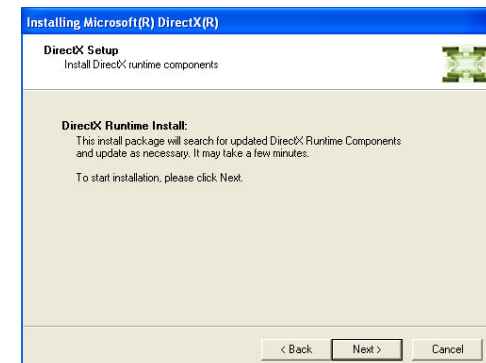 Installing Microsoft(R) DirectX(R)
DirectX Setup
Install DirectX runtime components
DirectX Runtime Install:
This install package will search for updated DirectX Runtime Components
and update as necessary. It may take a few minutes.
To start installation, please click Next.
< Back
Next >
Cancel